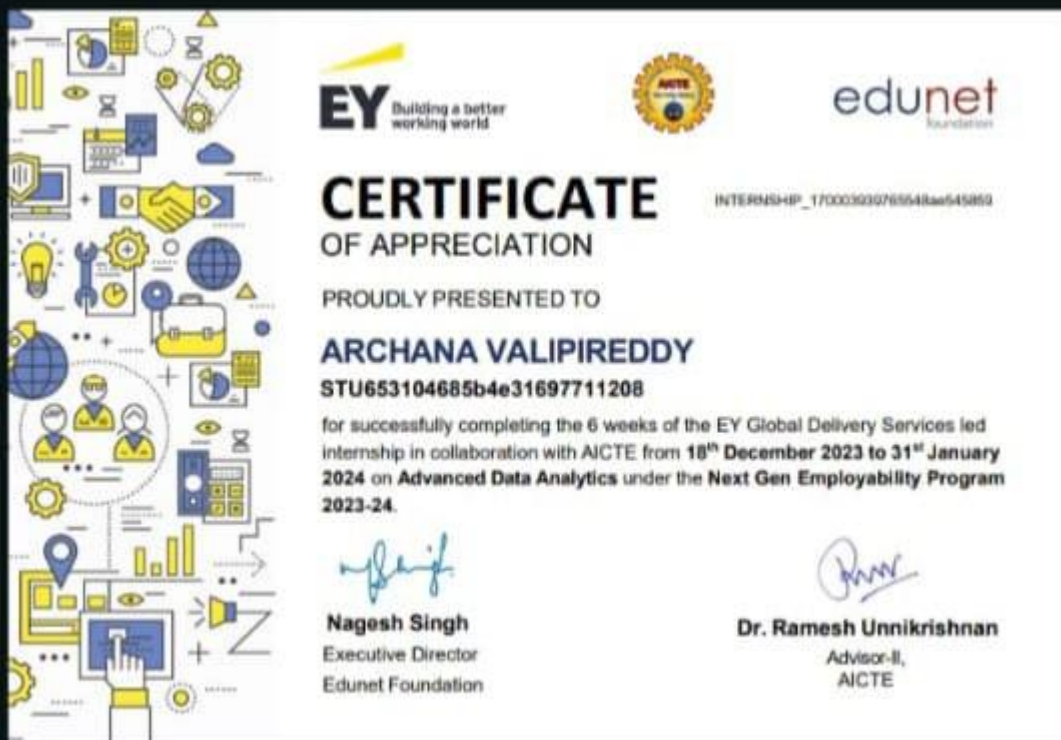 EY Building a better
working world
AICTE
edunet
foundation
CERTIFICATE
OF APPRECIATION
PROUDLY PRESENTED TO
ARCHANA VALIPIREDDY
STU653104685b4e31697711208
for successfully completing the 6 weeks of the EY Global Delivery Services led
internship in collaboration with AICTE from 18th December 2023 to 31st January
2024 on Advanced Data Analytics under the Next Gen Employability Program
2023-24.
Nagesh Singh
Executive Director
Edunet Foundation
Dr. Ramesh Unnikrishnan
Advisor-II,
AICTE